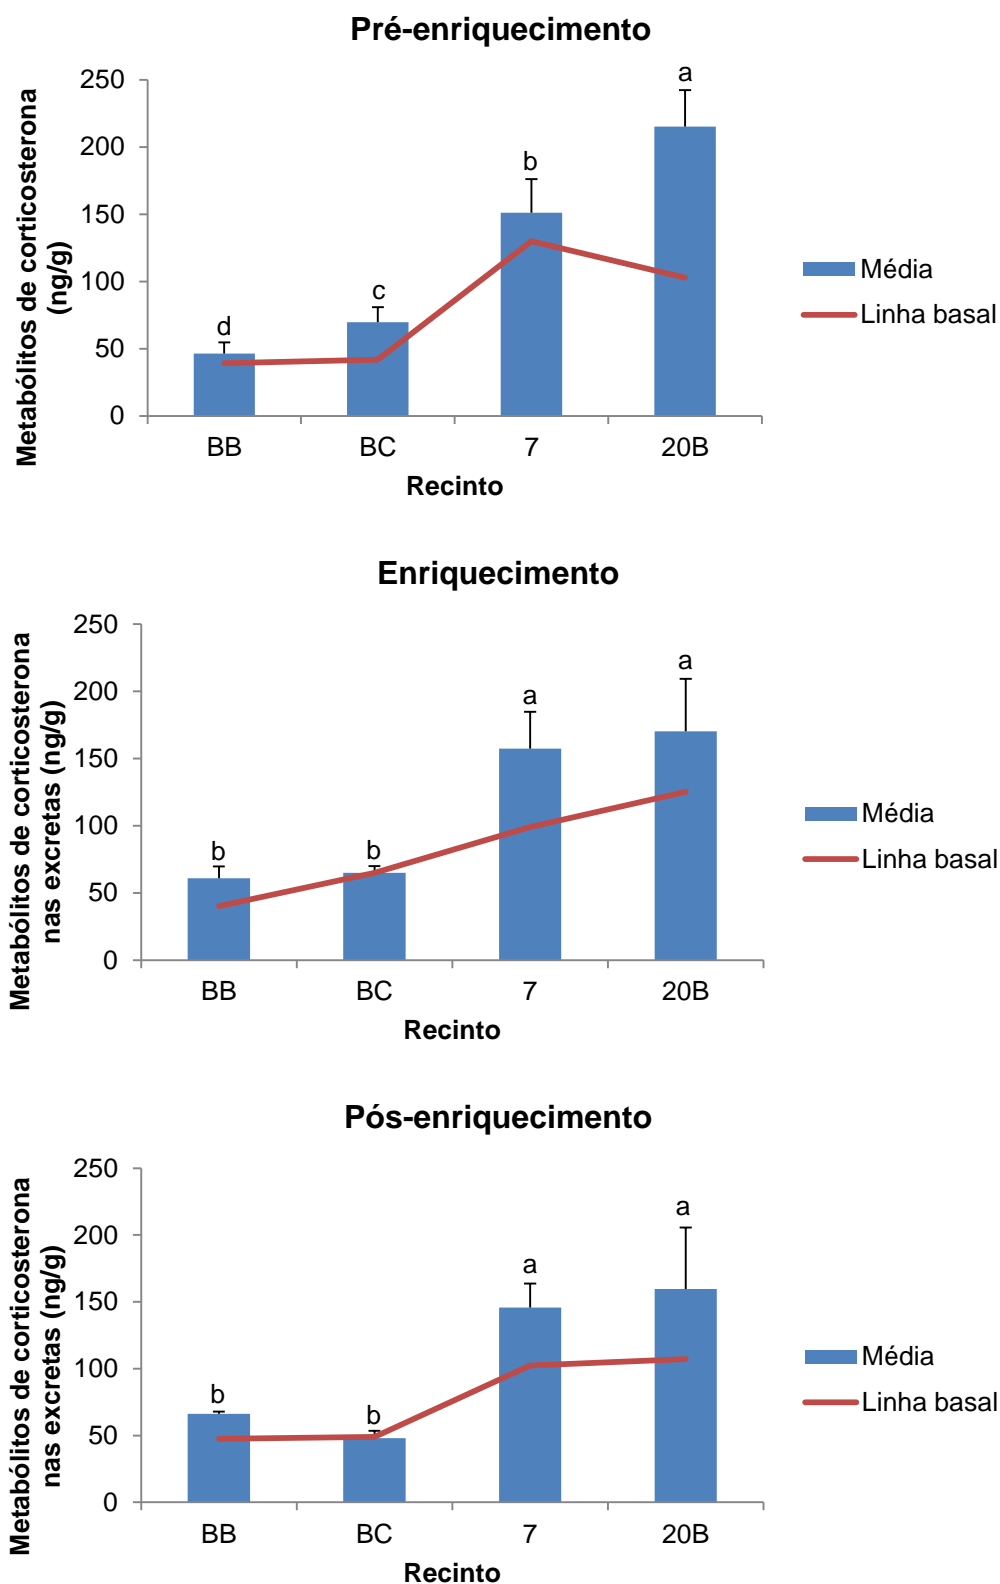 Pré-enriquecimento
Metabólitos de corticosterona
(ng/g)
250
200
150
100
50
0
a
b
c
d
BB BC 7 20B
Recinto
Média
Linha basal
Enriquecimento
Metabólitos de corticosterona
nas excretas (ng/g)
250
200
150
100
50
0
a
a
b
b
BB BC 7 20B
Recinto
Média
Linha basal
Pós-enriquecimento
Metabólitos de corticosterona
nas excretas (ng/g)
250
200
150
100
50
0
a
a
b
b
BB BC 7 20B
Recinto
Média
Linha basal